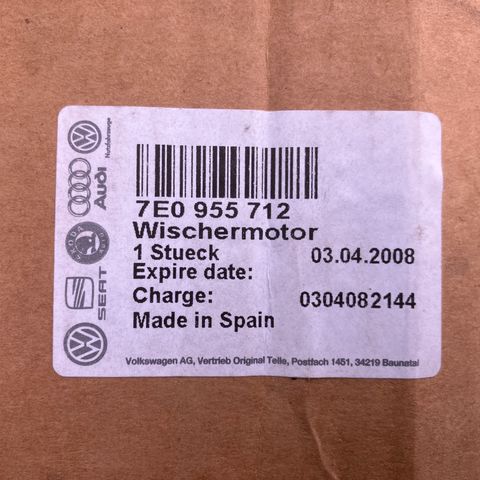 7E0 955 712
Wischermotor
1 Stueck 03.04.2008
Expire date:
Charge: 0304082144
Made in Spain
Volkswagen AG, Vertrieb Original Teile, Postfach 1451, 34219 Baunatal
Nutzfahrzeuge
Audi
SKODA
AUTO
SEAT